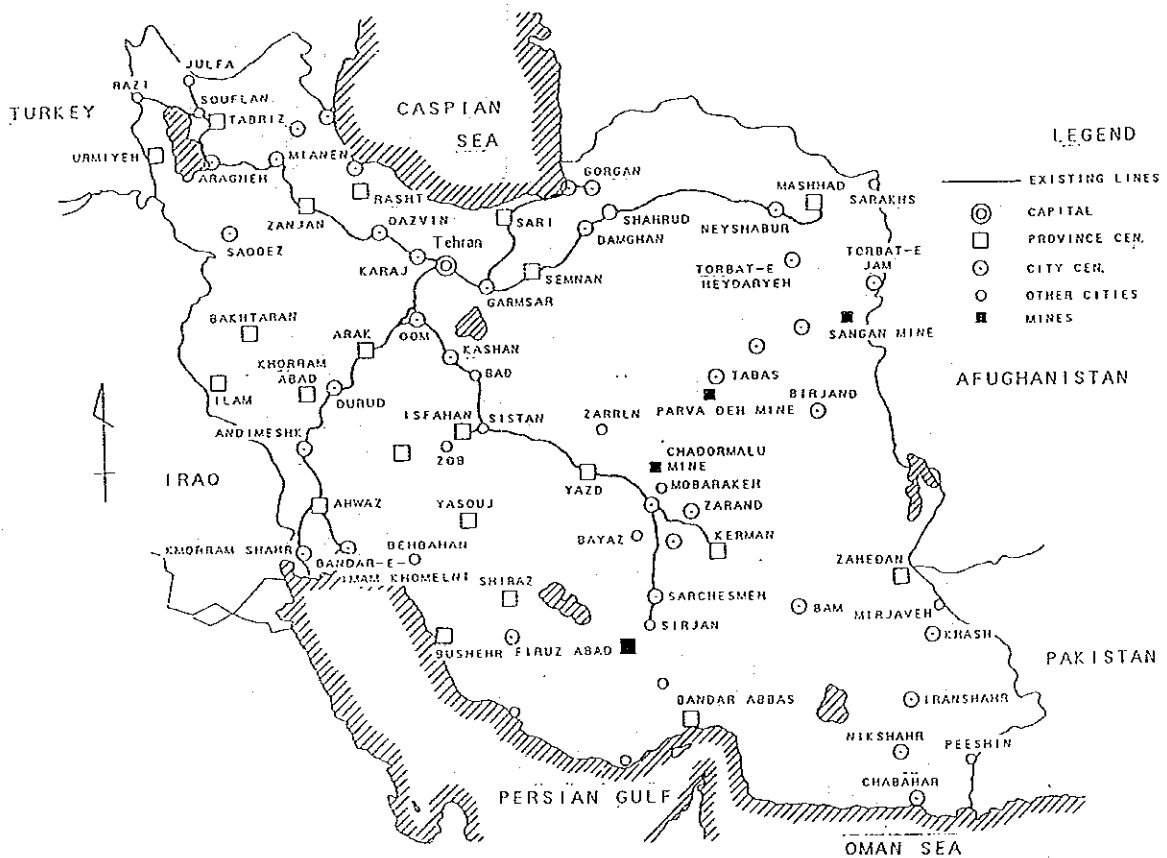 JULFA
RAZI
SOUFLAN
TURKEY
TABRIZ
CASPIAN
SEA
LEGEND
URMIYEH
MIANEH
ARAGHEH
GORGAN
MASHHAD
EXISTING LINES
SARAKHS
RASHT
CAPITAL
ZANJAN
QAZVIN
SARI
SHAHRUD
DAMGHAN
NEYSHABUR
PROVINCE CEN.
SAQQEZ
Tehran
KARAJ
SEMNAN
TORBAT-E
HEYDARYEH
TORBAT-E
JAM
CITY CEN.
GARMSAR
OTHER CITIES
MINES
BAKHTARAN
ARAK
QOM
SANGAN MINE
KASHAN
KHORRAM
ABAD
BAD
TABAS
AFUGHANISTAN
ILAM
DURUD
PARVA DEH MINE
BIRJAND
ISFAHAN
SISTAN
ZARREN
ANDIMESHK
ZOB
CHADORMALU
MINE
IRAQ
YAZD
MOBARAKEH
AHWAZ
YASOUJ
ZARAND
BAYAZ
KERMAN
KMORRAM SHAHR
BEHBAHAN
BANDAR-E-
IMAM KHOMELNI
ZAHEDAN
SHIRAZ
SARCHESMEH
BAM
MIRJAVEH
SIRJAN
KRASH
BUSHEHR
FIRUZ ABAD
PAKISTAN
BANDAR ABBAS
IRANSHAHR
NIKSHAHR
PEESHIN
CHABAHAR
PERSIAN GULF
OMAN SEA